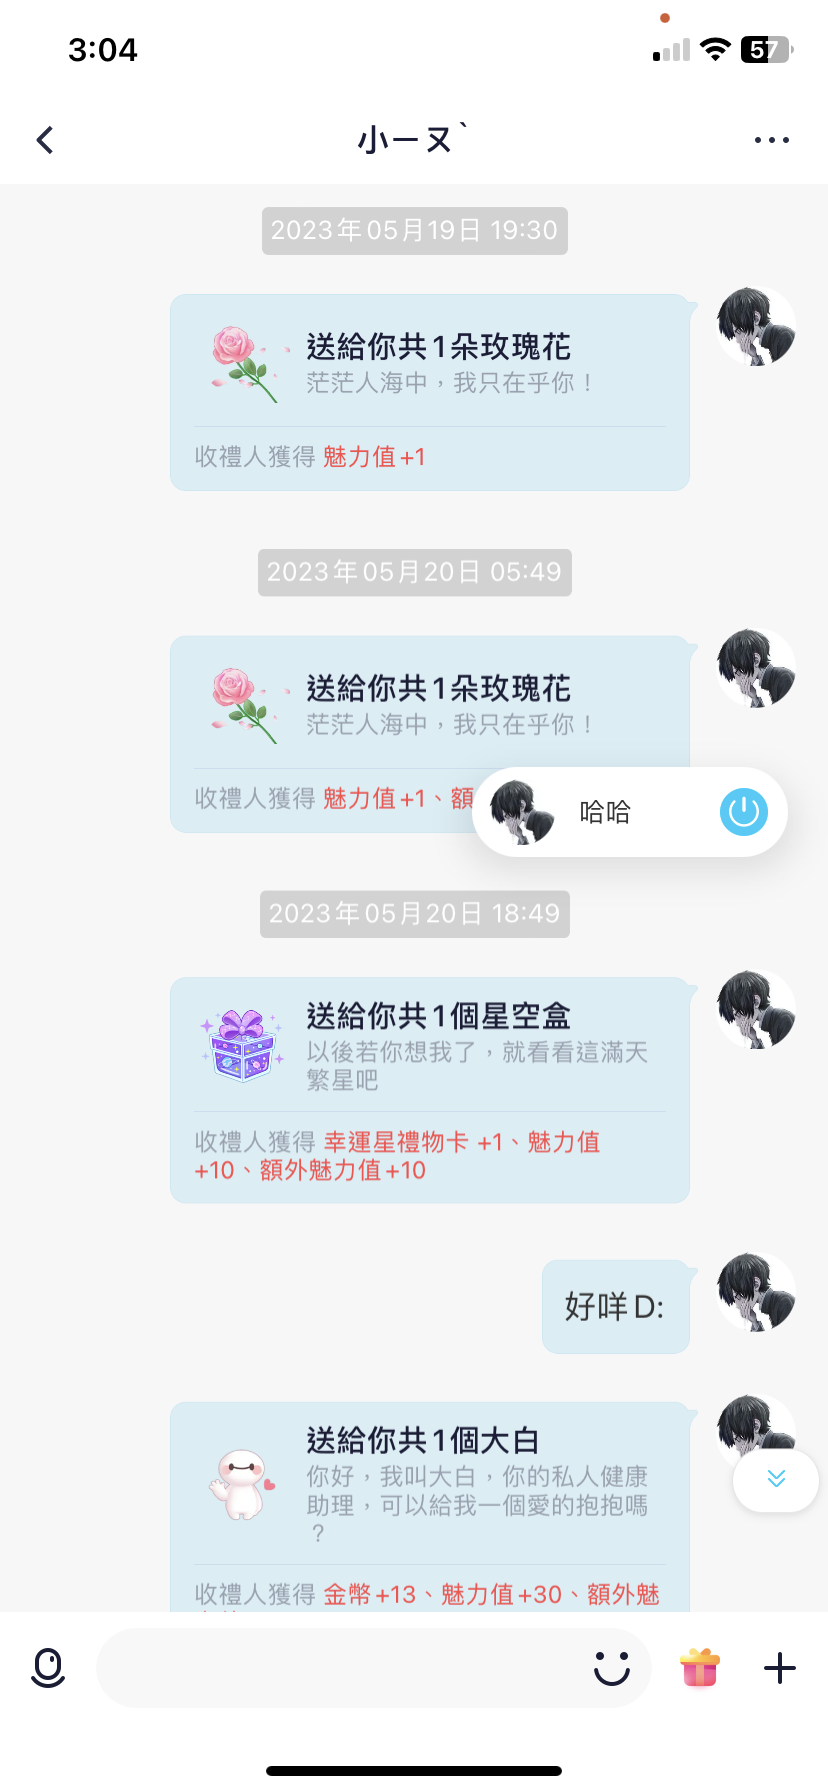 3:04
57
小ㄧヌˋ
2023年05月19日 19:30
送給你共1朵玫瑰花
茫茫人海中，我只在乎你！
收禮人獲得 魅力值+1
2023年05月20日 05:49
送給你共1朵玫瑰花
茫茫人海中，我只在乎你！
收禮人獲得 魅力值+1、額
哈哈
2023年05月20日 18:49
送給你共1個星空盒
以後若你想我了，就看看這滿天
繁星吧
收禮人獲得 幸運星禮物卡 +1、魅力值
+10、額外魅力值+10
好咩D:
送給你共1個大白
你好，我叫大白，你的私人健康
助理，可以給我一個愛的抱抱嗎
？
收禮人獲得 金幣+13、魅力值+30、額外魅